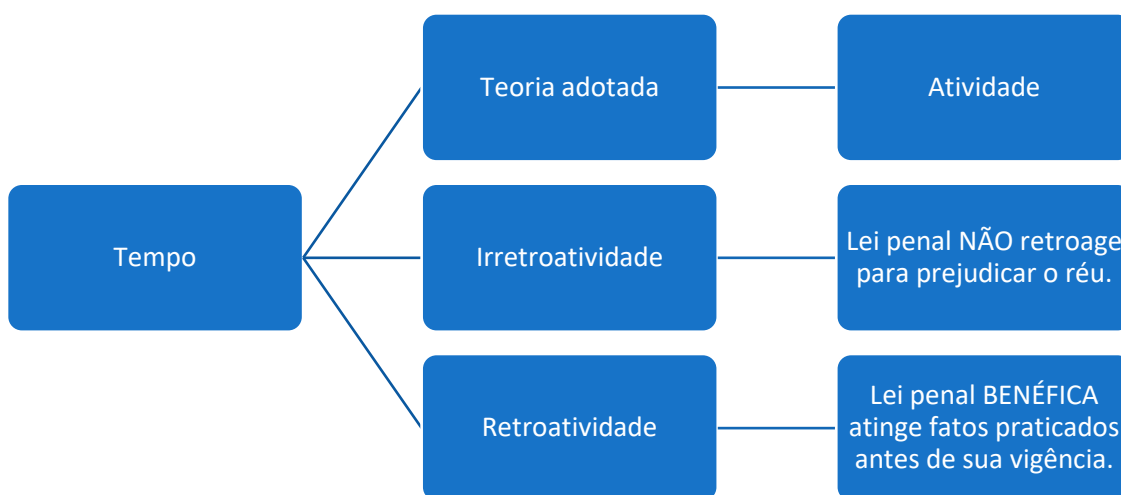 Teoria adotada
Atividade
Tempo
Irretroatividade
Lei penal NÃO retroage
para prejudicar o réu.
Retroatividade
Lei penal BENÉFICA
atinge fatos praticados
antes de sua vigência.